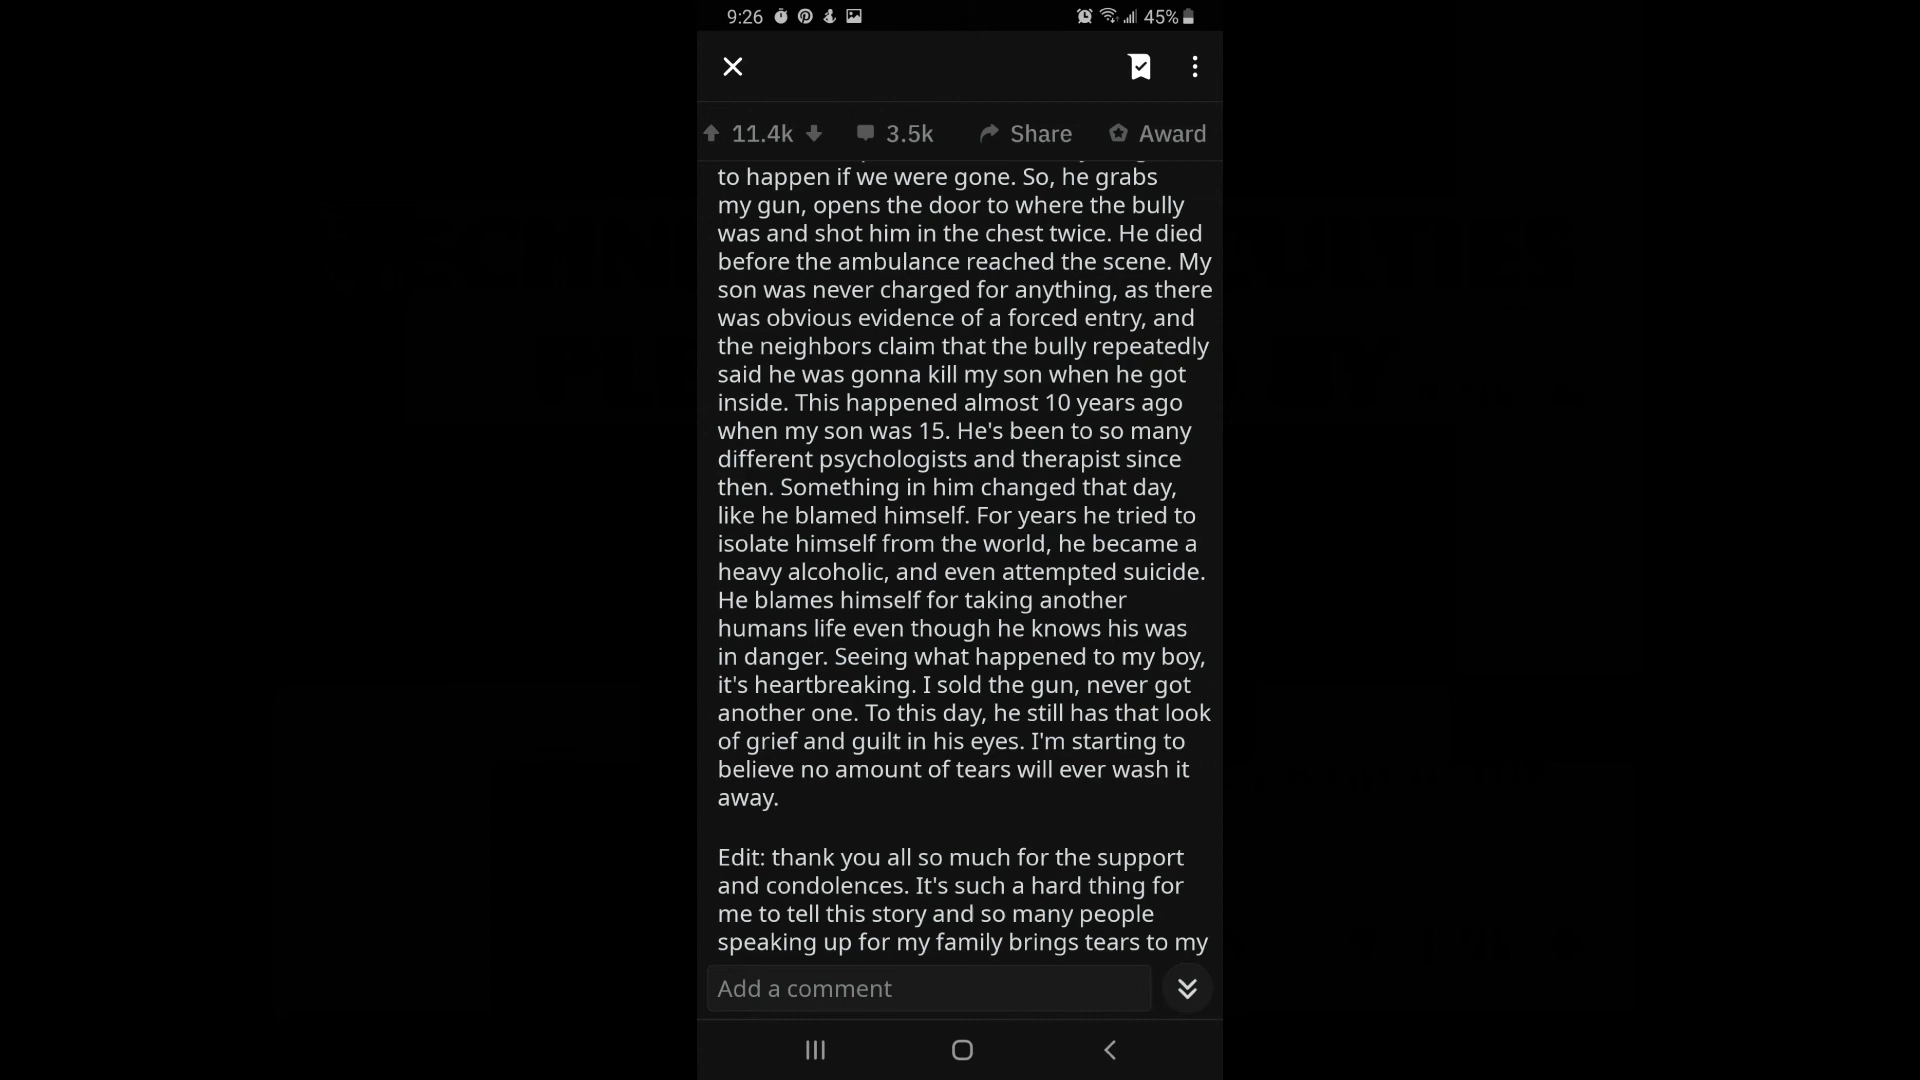 9:26
45%
11.4k
3.5k
Share
Award
to happen if we were gone. So, he grabs
my gun, opens the door to where the bully
was and shot him in the chest twice. He died
before the ambulance reached the scene. My
son was never charged for anything, as there
was obvious evidence of a forced entry, and
the neighbors claim that the bully repeatedly
said he was gonna kill my son when he got
inside. This happened almost 10 years ago
when my son was 15. He's been to so many
different psychologists and therapist since
then. Something in him changed that day,
like he blamed himself. For years he tried to
isolate himself from the world, he became a
heavy alcoholic, and even attempted suicide.
He blames himself for taking another
humans life even though he knows his was
in danger. Seeing what happened to my boy,
it's heartbreaking. I sold the gun, never got
another one. To this day, he still has that look
of grief and guilt in his eyes. I'm starting to
believe no amount of tears will ever wash it
away.
Edit: thank you all so much for the support
and condolences. It's such a hard thing for
me to tell this story and so many people
speaking up for my family brings tears to my
Add a comment